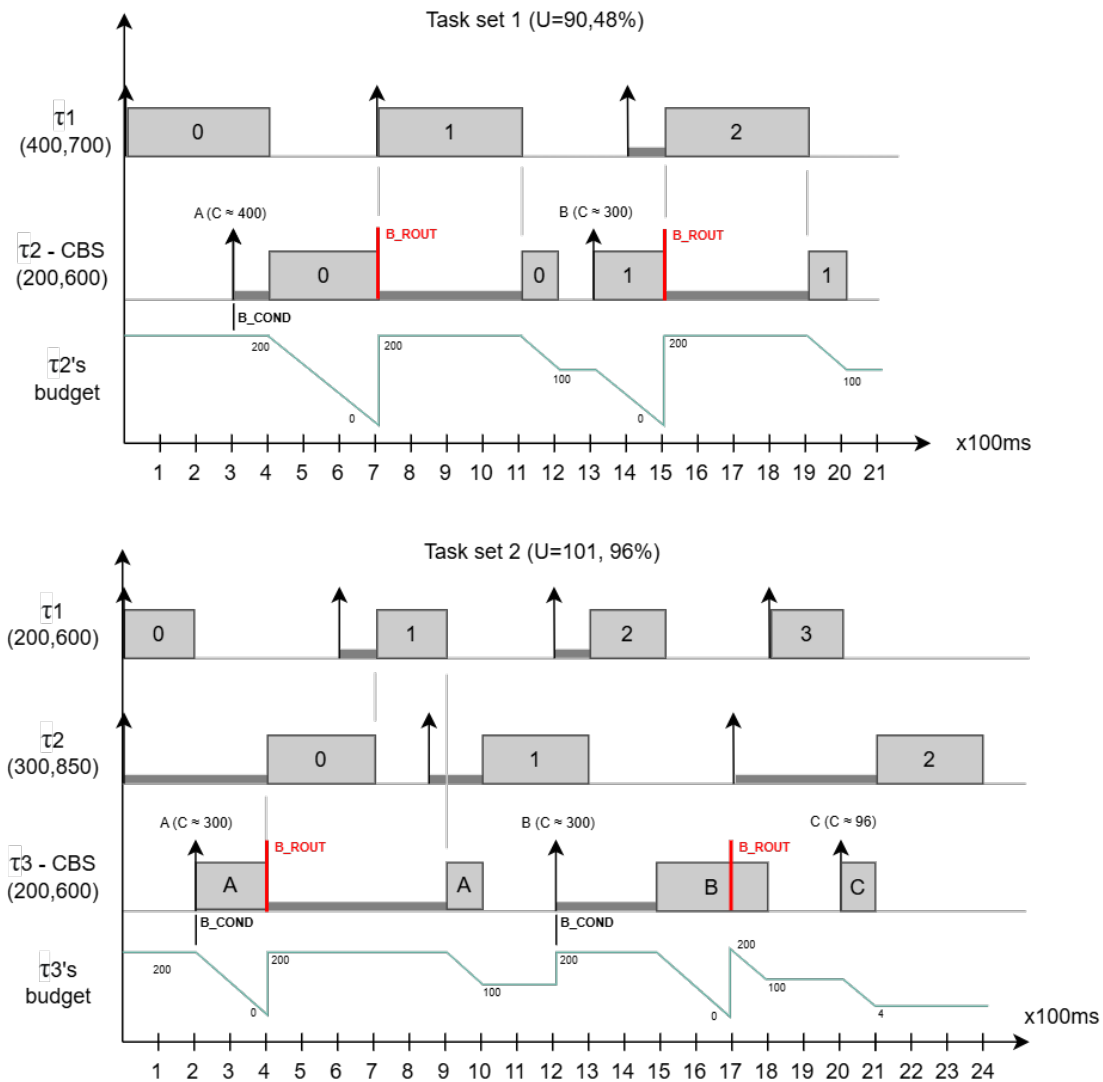 Task set 1 (U=90,48%)
τ1
(400,700)
0
1
2
A (C ≈ 400)
B (C ≈ 300)
B_ROUT
B_ROUT
τ2 - CBS
(200,600)
0
0
1
1
B_COND
τ2's
budget
200
0
200
100
0
200
100
x100ms
1 2 3 4 5 6 7 8 9 10 11 12 13 14 15 16 17 18 19 20 21
Task set 2 (U=101, 96%)
τ1
(200,600)
0
1
2
3
τ2
(300,850)
0
1
2
A (C ≈ 300)
B (C ≈ 300)
C (C ≈ 96)
B_ROUT
B_ROUT
τ3 - CBS
(200,600)
A
A
B
C
B_COND
B_COND
τ3's
budget
200
0
200
100
200
0
200
100
4
x100ms
1 2 3 4 5 6 7 8 9 10 11 12 13 14 15 16 17 18 19 20 21 22 23 24